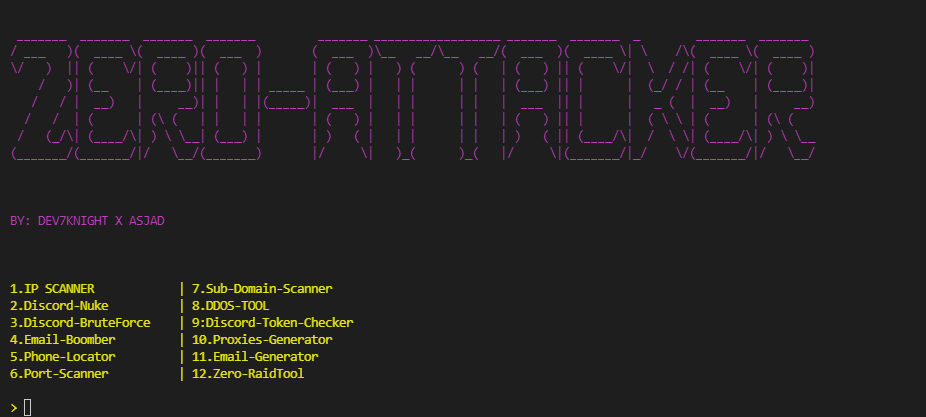 ZERO-ATTACKER
BY: DEV7KNIGHT X ASJAD
1.IP SCANNER | 7.Sub-Domain-Scanner
2.Discord-Nuke | 8.DDOS-TOOL
3.Discord-BruteForce | 9:Discord-Token-Checker
4.Email-Boomber | 10.Proxies-Generator
5.Phone-Locator | 11.Email-Generator
6.Port-Scanner | 12.Zero-RaidTool
>